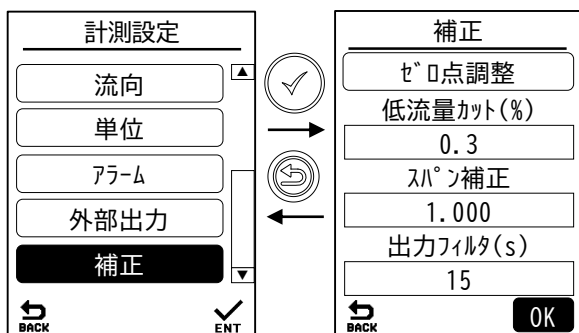 計測設定
流向
単位
ｱﾗｰﾑ
外部出力
補正
BACK
ENT
補正
ｾﾞﾛ点調整
低流量ｶｯﾄ(%)
0.3
ｽﾊﾟﾝ補正
1.000
出力ﾌｨﾙﾀ(s)
15
BACK
OK